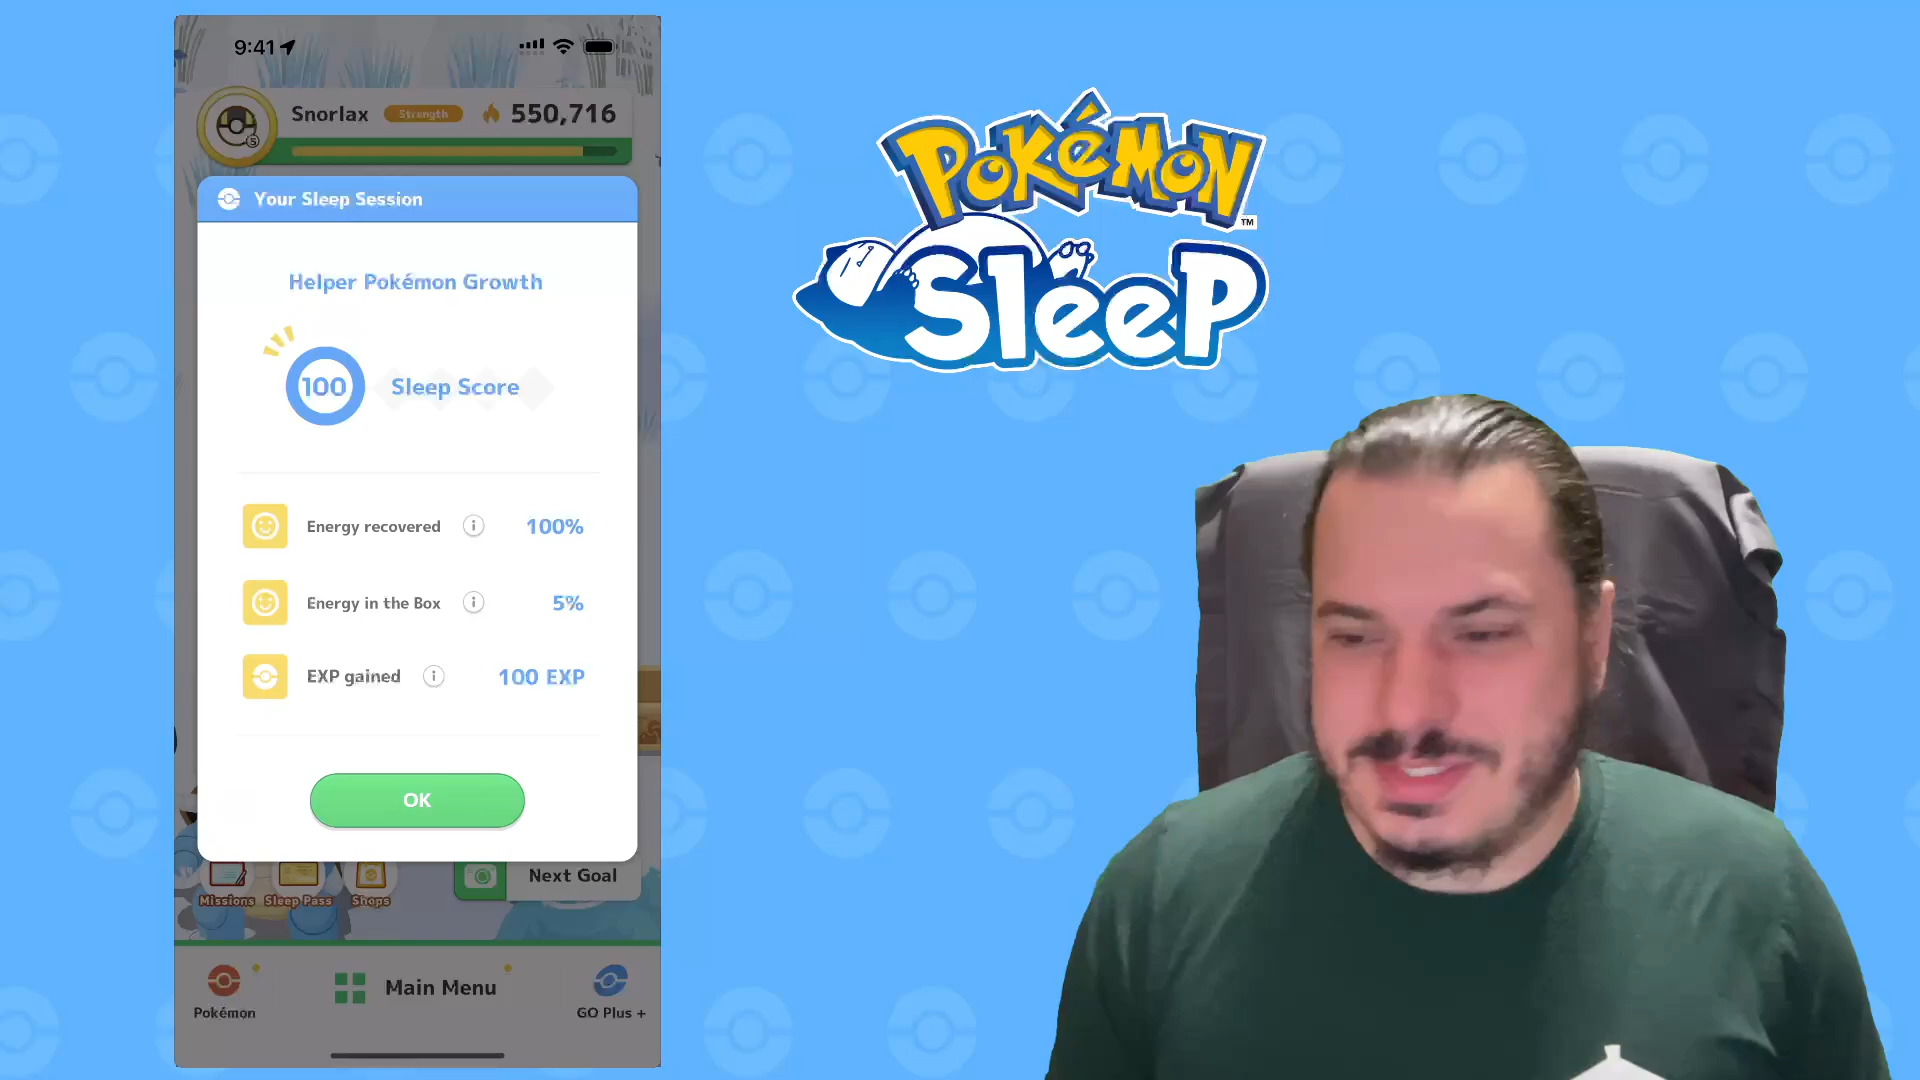 9:41
Snorlax Strength 550,716
S
Your Sleep Session
Helper Pokémon Growth
100 Sleep Score
Energy recovered i 100%
Energy in the Box i 5%
EXP gained i 100 EXP
OK
Missions Sleep Pass Shops
Next Goal
Pokémon
Main Menu
GO Plus +
POKéMON
TM
Sleep